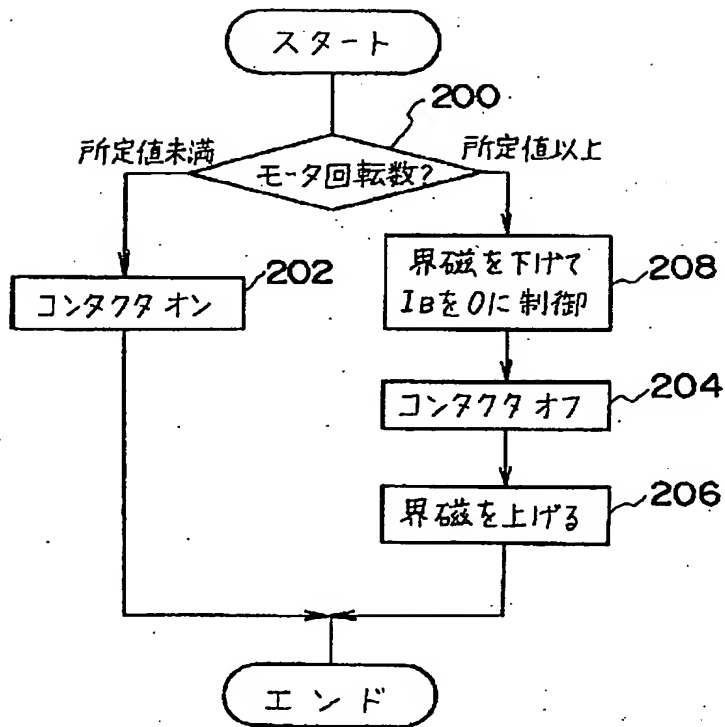 スタート
200
所定値未満
所定値以上
モータ回転数?
202
コンタクタオン
界磁を下げて
IBを0に制御
208
コンタクタオフ
204
界磁を上げる
206
エンド